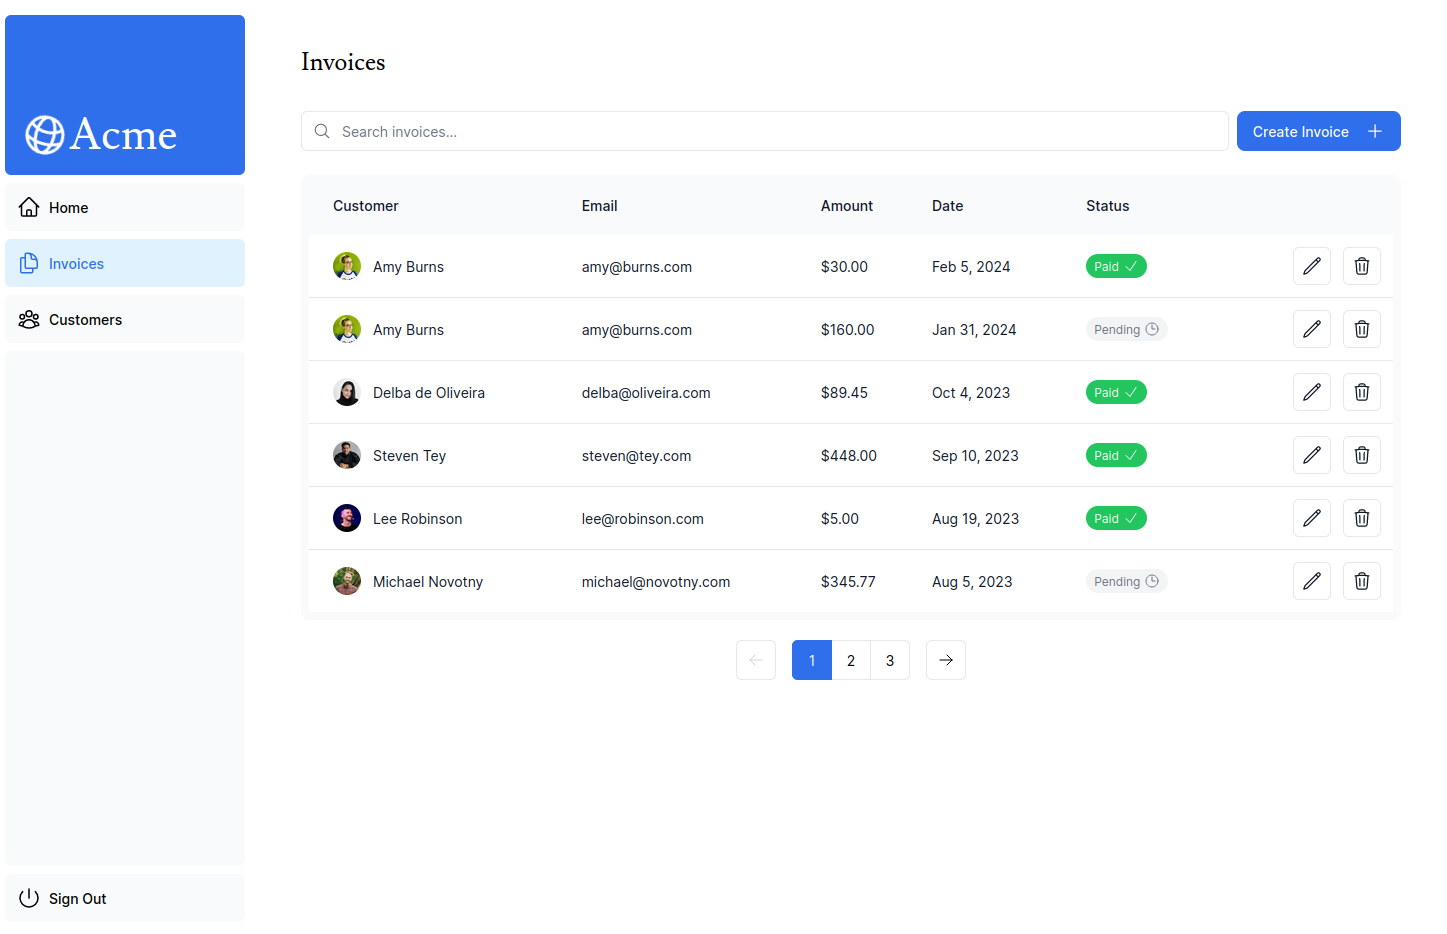 Acme
Home
Invoices
Customers
Sign Out
Invoices
Search invoices...
Create Invoice
Customer Email Amount Date Status
Amy Burns amy@burns.com $30.00 Feb 5, 2024 Paid
Amy Burns amy@burns.com $160.00 Jan 31, 2024 Pending
Delba de Oliveira delba@oliveira.com $89.45 Oct 4, 2023 Paid
Steven Tey steven@tey.com $448.00 Sep 10, 2023 Paid
Lee Robinson lee@robinson.com $5.00 Aug 19, 2023 Paid
Michael Novotny michael@novotny.com $345.77 Aug 5, 2023 Pending
1 2 3